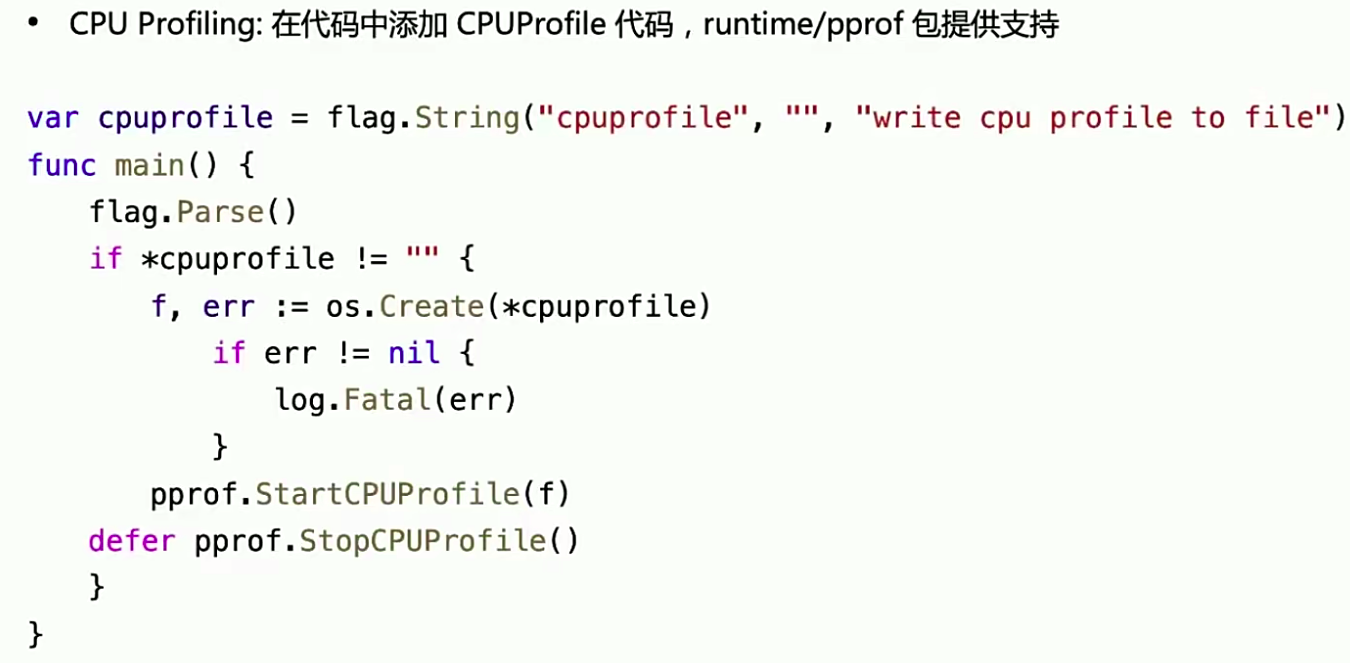 • CPU Profiling: 在代码中添加 CPUProfile 代码，runtime/pprof 包提供支持
var cpuprofile = flag.String("cpuprofile", "", "write cpu profile to file")
func main() {
    flag.Parse()
    if *cpuprofile != "" {
        f, err := os.Create(*cpuprofile)
            if err != nil {
                log.Fatal(err)
            }
        pprof.StartCPUProfile(f)
    defer pprof.StopCPUProfile()
    }
}